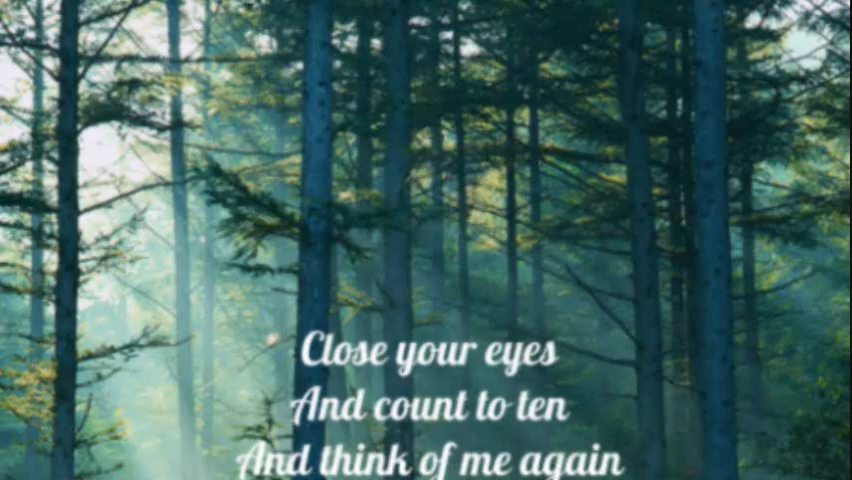 Close your eyes
And count to ten
And think of me again